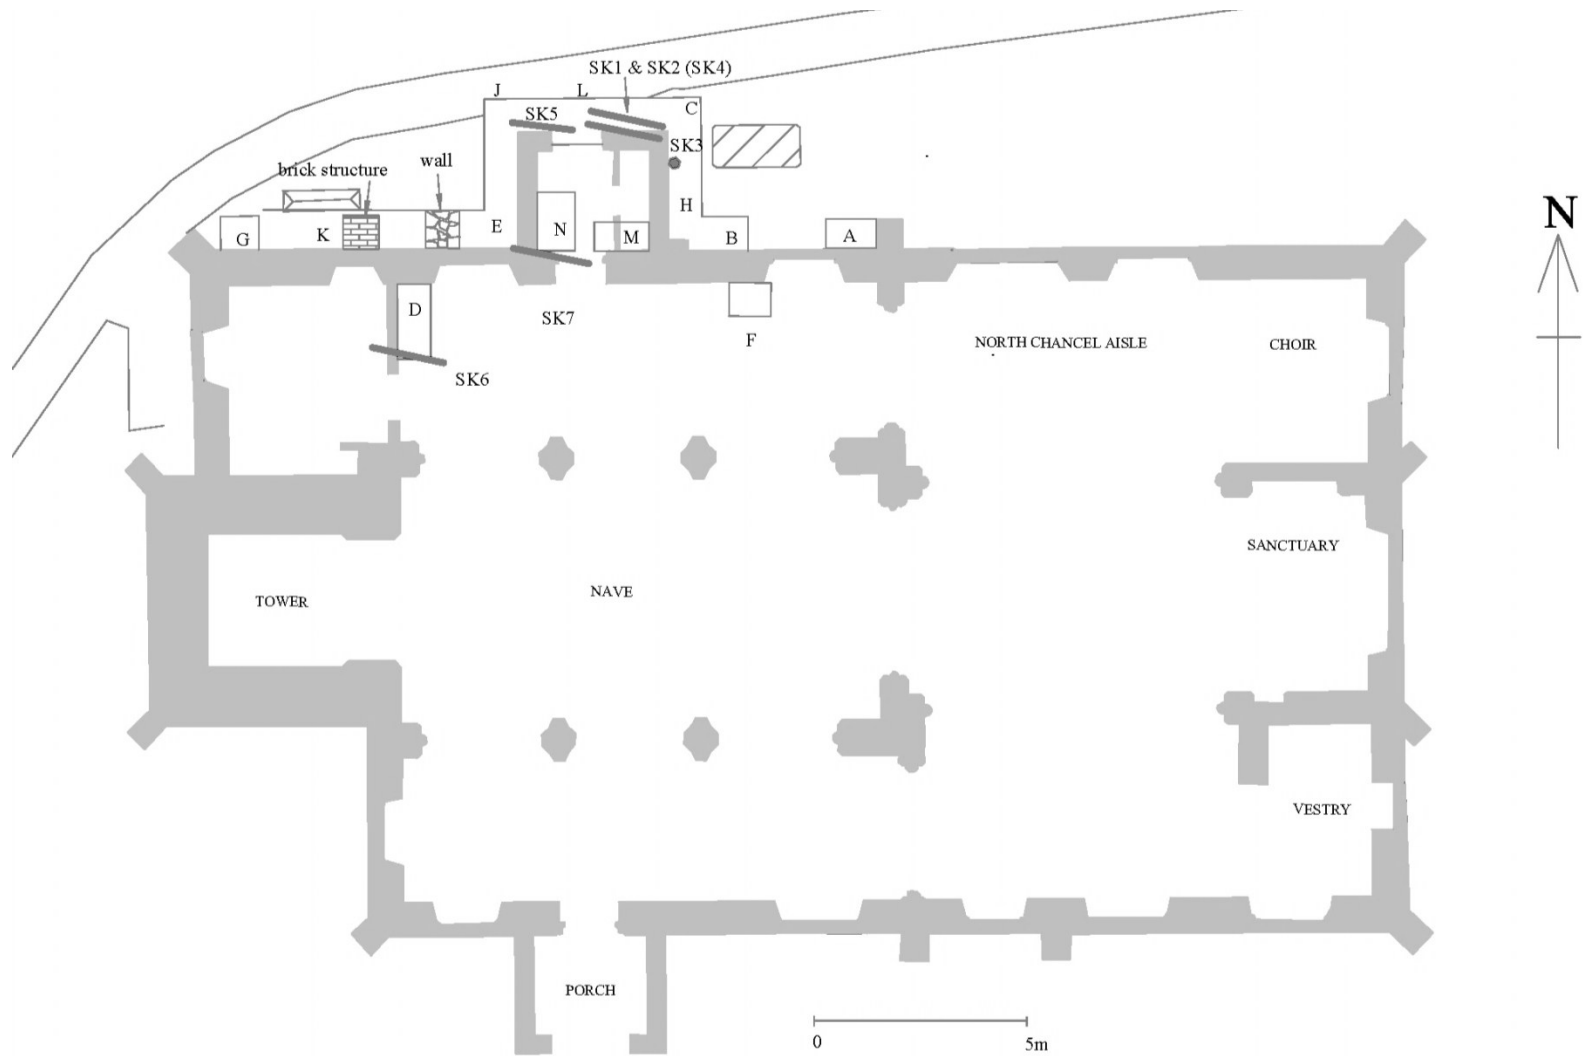 SK1 & SK2 (SK4)
J
L
C
SK5
SK3
wall
brick structure
N
H
E
G
K
N
M
B
A
D
SK7
F
NORTH CHANCEL AISLE
CHOIR
SK6
SANCTUARY
NAVE
TOWER
VESTRY
PORCH
0
5m